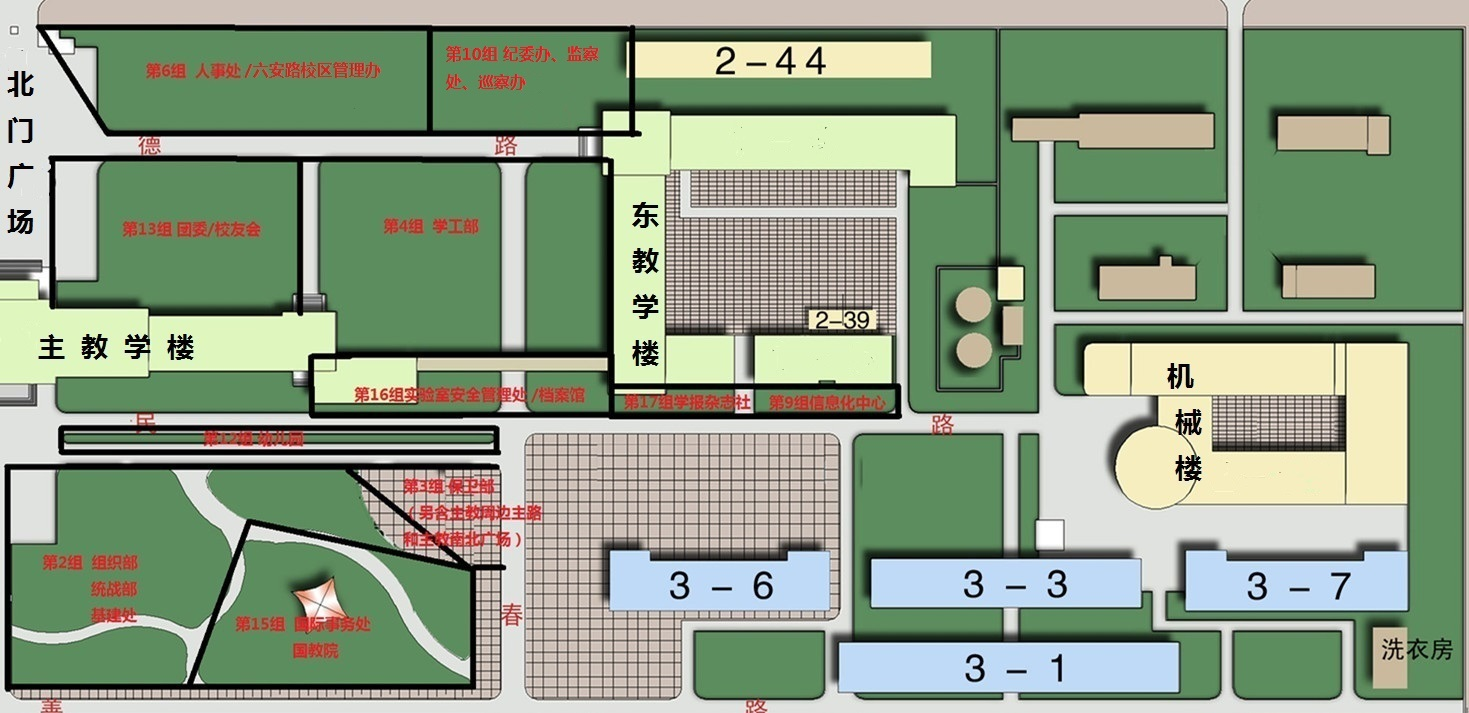 2-44
第6组 人事处 /六安路校区管理办
第10组 纪委办、监察
处、巡察办
北门广场
德
路
第13组 团委/校友会
第4组 学工部
东教学楼
2-39
主教学楼
第16组实验室安全管理处 /档案馆
第17组学报杂志社
第9组信息化中心
机械楼
民
路
第12组 幼儿园
第3组 保卫部
（另含主教周边主路
和主教南北广场）
第2组 组织部
统战部
基建处
第15组 国际事务处
国教院
春
3-6
3-3
3-7
3-1
洗衣房
善
路